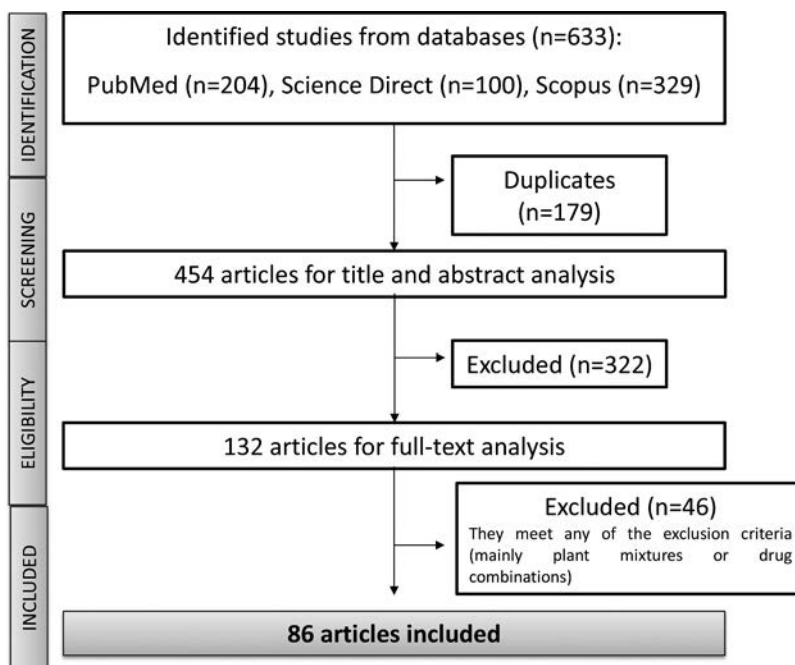 IDENTIFICATION
Identified studies from databases (n=633):
PubMed (n=204), Science Direct (n=100), Scopus (n=329)
Duplicates
(n=179)
SCREENING
454 articles for title and abstract analysis
Excluded (n=322)
ELIGIBILITY
132 articles for full-text analysis
Excluded (n=46)
They meet any of the exclusion criteria
(mainly plant mixtures or drug
combinations)
INCLUDED
86 articles included